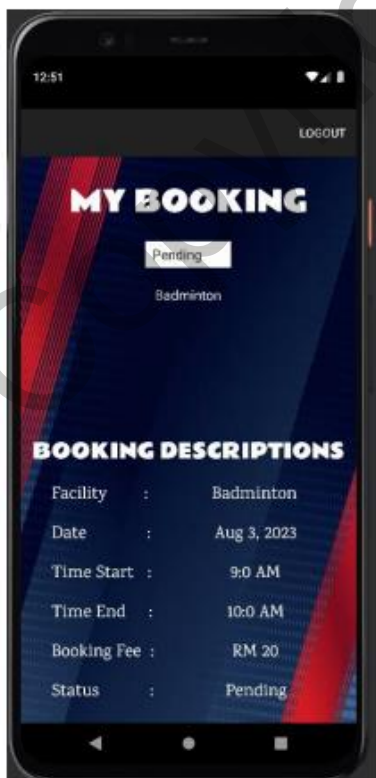 12:51
LOGOUT
MY BOOKING
Pending
Badminton
BOOKING DESCRIPTIONS
Facility : Badminton
Date : Aug 3, 2023
Time Start : 9:0 AM
Time End : 10:0 AM
Booking Fee : RM 20
Status : Pending